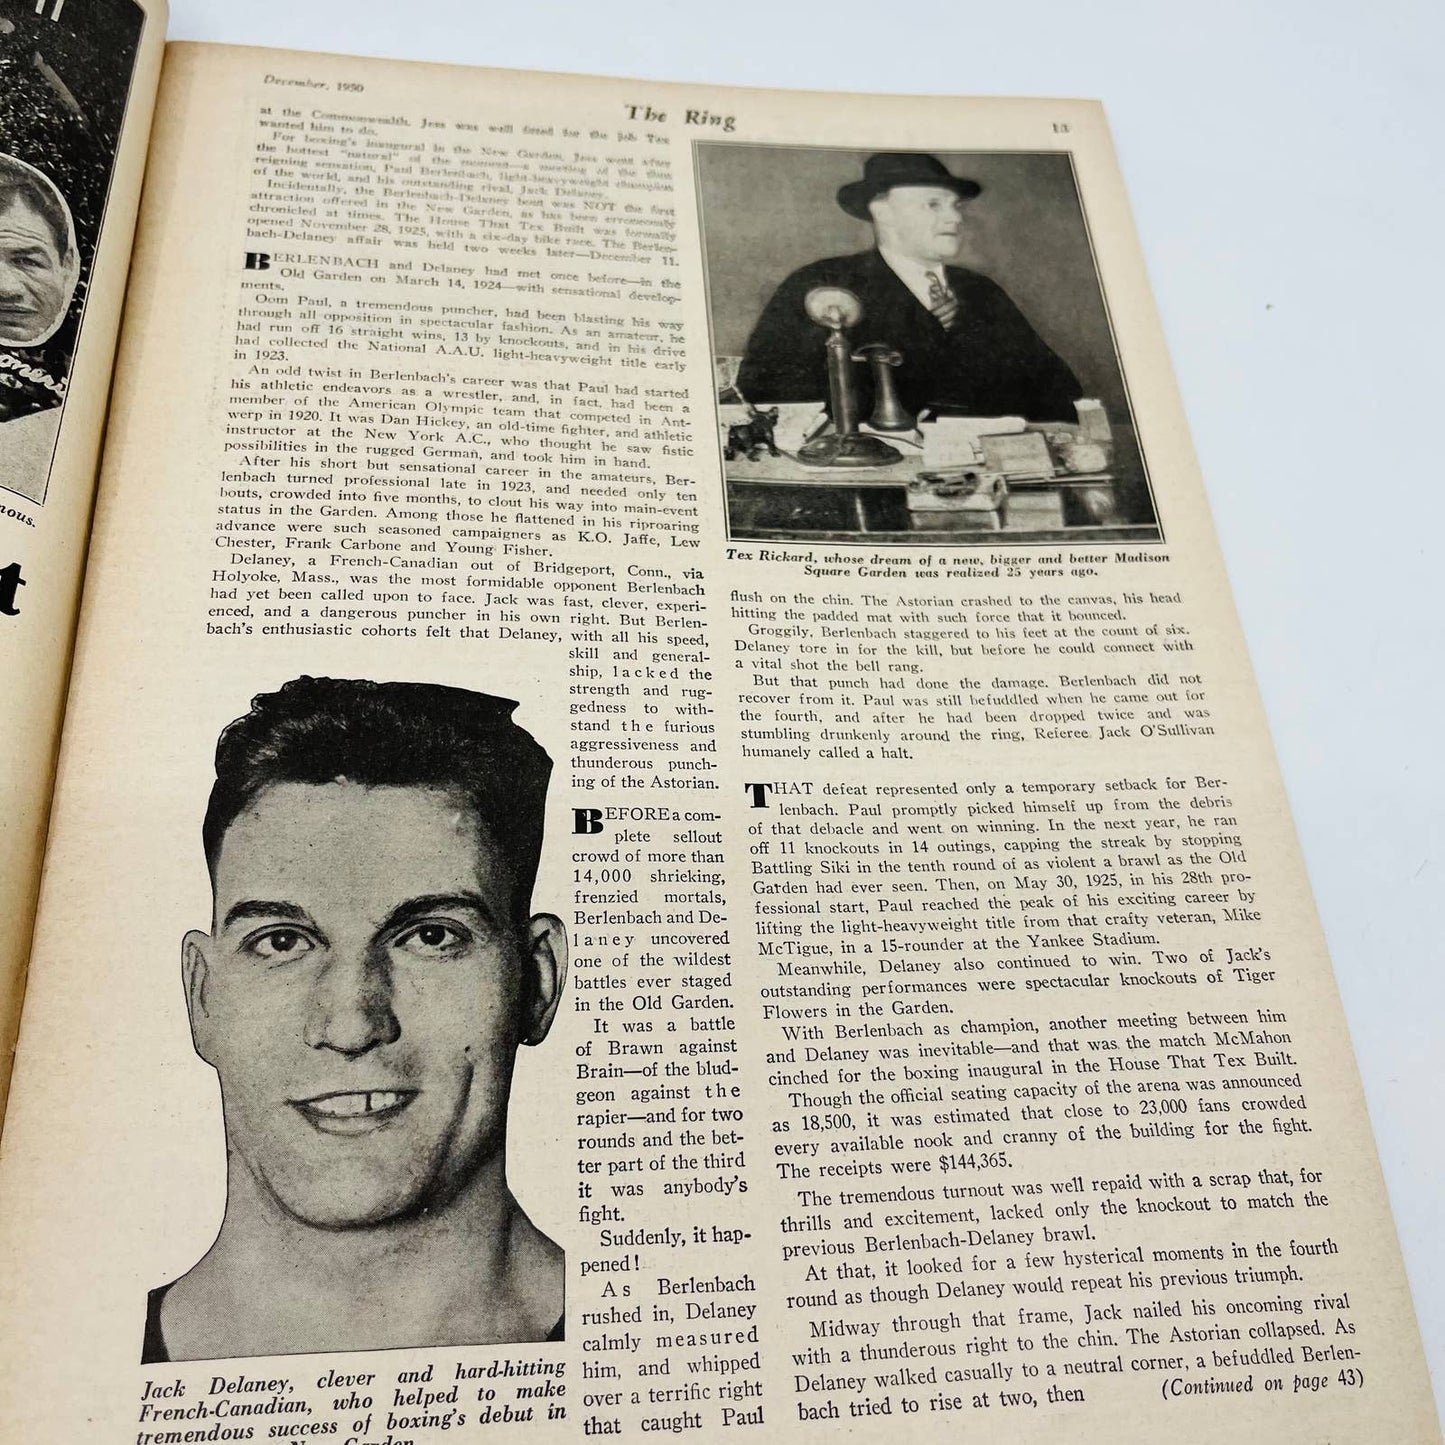 December, 1950
The Ring
13
at the Commonwealth. Jess was well fitted for the job Tex
wanted him to do.
For boxing's inaugural in the New Garden, Jess went after
the hottest "natural" of the moment—a meeting of the then
reigning sensation, Paul Berlenbach, light-heavyweight champion
of the world, and his outstanding rival, Jack Delaney.
Incidentally, the Berlenbach-Delaney bout was NOT the first
attraction offered in the New Garden, as has been erroneously
chronicled at times. The House That Tex Built was formally
opened November 28, 1925, with a six-day bike race. The Berlen-
bach-Delaney affair was held two weeks later—December 11.
BERLENBACH and Delaney had met once before—in the
Old Garden on March 14, 1924—with sensational develop-
ments.
Oom Paul, a tremendous puncher, had been blasting his way
through all opposition in spectacular fashion. As an amateur, he
had run off 16 straight wins, 13 by knockouts, and in his drive
had collected the National A.A.U. light-heavyweight title early
in 1923.
An odd twist in Berlenbach's career was that Paul had started
his athletic endeavors as a wrestler, and, in fact, had been a
member of the American Olympic team that competed in Ant-
werp in 1920. It was Dan Hickey, an old-time fighter, and athletic
instructor at the New York A.C., who thought he saw fistic
possibilities in the rugged German, and took him in hand.
After his short but sensational career in the amateurs, Ber-
lenbach turned professional late in 1923, and needed only ten
bouts, crowded into five months, to clout his way into main-event
status in the Garden. Among those he flattened in his riproaring
advance were such seasoned campaigners as K.O. Jaffe, Lew
Chester, Frank Carbone and Young Fisher.
Delaney, a French-Canadian out of Bridgeport, Conn., via
Holyoke, Mass., was the most formidable opponent Berlenbach
had yet been called upon to face. Jack was fast, clever, experi-
enced, and a dangerous puncher in his own right. But Berlen-
bach's enthusiastic cohorts felt that Delaney, with all his speed,
skill and general-
ship, lacked the
strength and rug-
gedness to with-
stand the furious
aggressiveness and
thunderous punch-
ing of the Astorian.
BEFORE a com-
plete sellout
crowd of more than
14,000 shrieking,
frenzied mortals,
Berlenbach and De-
laney uncovered
one of the wildest
battles ever staged
in the Old Garden.
It was a battle
of Brawn against
Brain—of the blud-
geon against the
rapier—and for two
rounds and the bet-
ter part of the third
it was anybody's
fight.
Suddenly, it hap-
pened!
As Berlenbach
rushed in, Delaney
calmly measured
him, and whipped
over a terrific right
that caught Paul
Jack Delaney, clever and hard-hitting
French-Canadian, who helped to make
tremendous success of boxing's debut in
Garden
Tex Rickard, whose dream of a new, bigger and better Madison
Square Garden was realized 25 years ago.
flush on the chin. The Astorian crashed to the canvas, his head
hitting the padded mat with such force that it bounced.
Groggily, Berlenbach staggered to his feet at the count of six.
Delaney tore in for the kill, but before he could connect with
a vital shot the bell rang.
But that punch had done the damage. Berlenbach did not
recover from it. Paul was still befuddled when he came out for
the fourth, and after he had been dropped twice and was
stumbling drunkenly around the ring, Referee Jack O'Sullivan
humanely called a halt.
THAT defeat represented only a temporary setback for Ber-
lenbach. Paul promptly picked himself up from the debris
of that debacle and went on winning. In the next year, he ran
off 11 knockouts in 14 outings, capping the streak by stopping
Battling Siki in the tenth round of as violent a brawl as the Old
Garden had ever seen. Then, on May 30, 1925, in his 28th pro-
fessional start, Paul reached the peak of his exciting career by
lifting the light-heavyweight title from that crafty veteran, Mike
McTigue, in a 15-rounder at the Yankee Stadium.
Meanwhile, Delaney also continued to win. Two of Jack's
outstanding performances were spectacular knockouts of Tiger
Flowers in the Garden.
With Berlenbach as champion, another meeting between him
and Delaney was inevitable—and that was the match McMahon
cinched for the boxing inaugural in the House That Tex Built.
Though the official seating capacity of the arena was announced
as 18,500, it was estimated that close to 23,000 fans crowded
every available nook and cranny of the building for the fight.
The receipts were $144,365.
The tremendous turnout was well repaid with a scrap that, for
thrills and excitement, lacked only the knockout to match the
previous Berlenbach-Delaney brawl.
At that, it looked for a few hysterical moments in the fourth
round as though Delaney would repeat his previous triumph.
Midway through that frame, Jack nailed his oncoming rival
with a thunderous right to the chin. The Astorian collapsed. As
Delaney walked casually to a neutral corner, a befuddled Berlen-
bach tried to rise at two, then
(Continued on page 43)